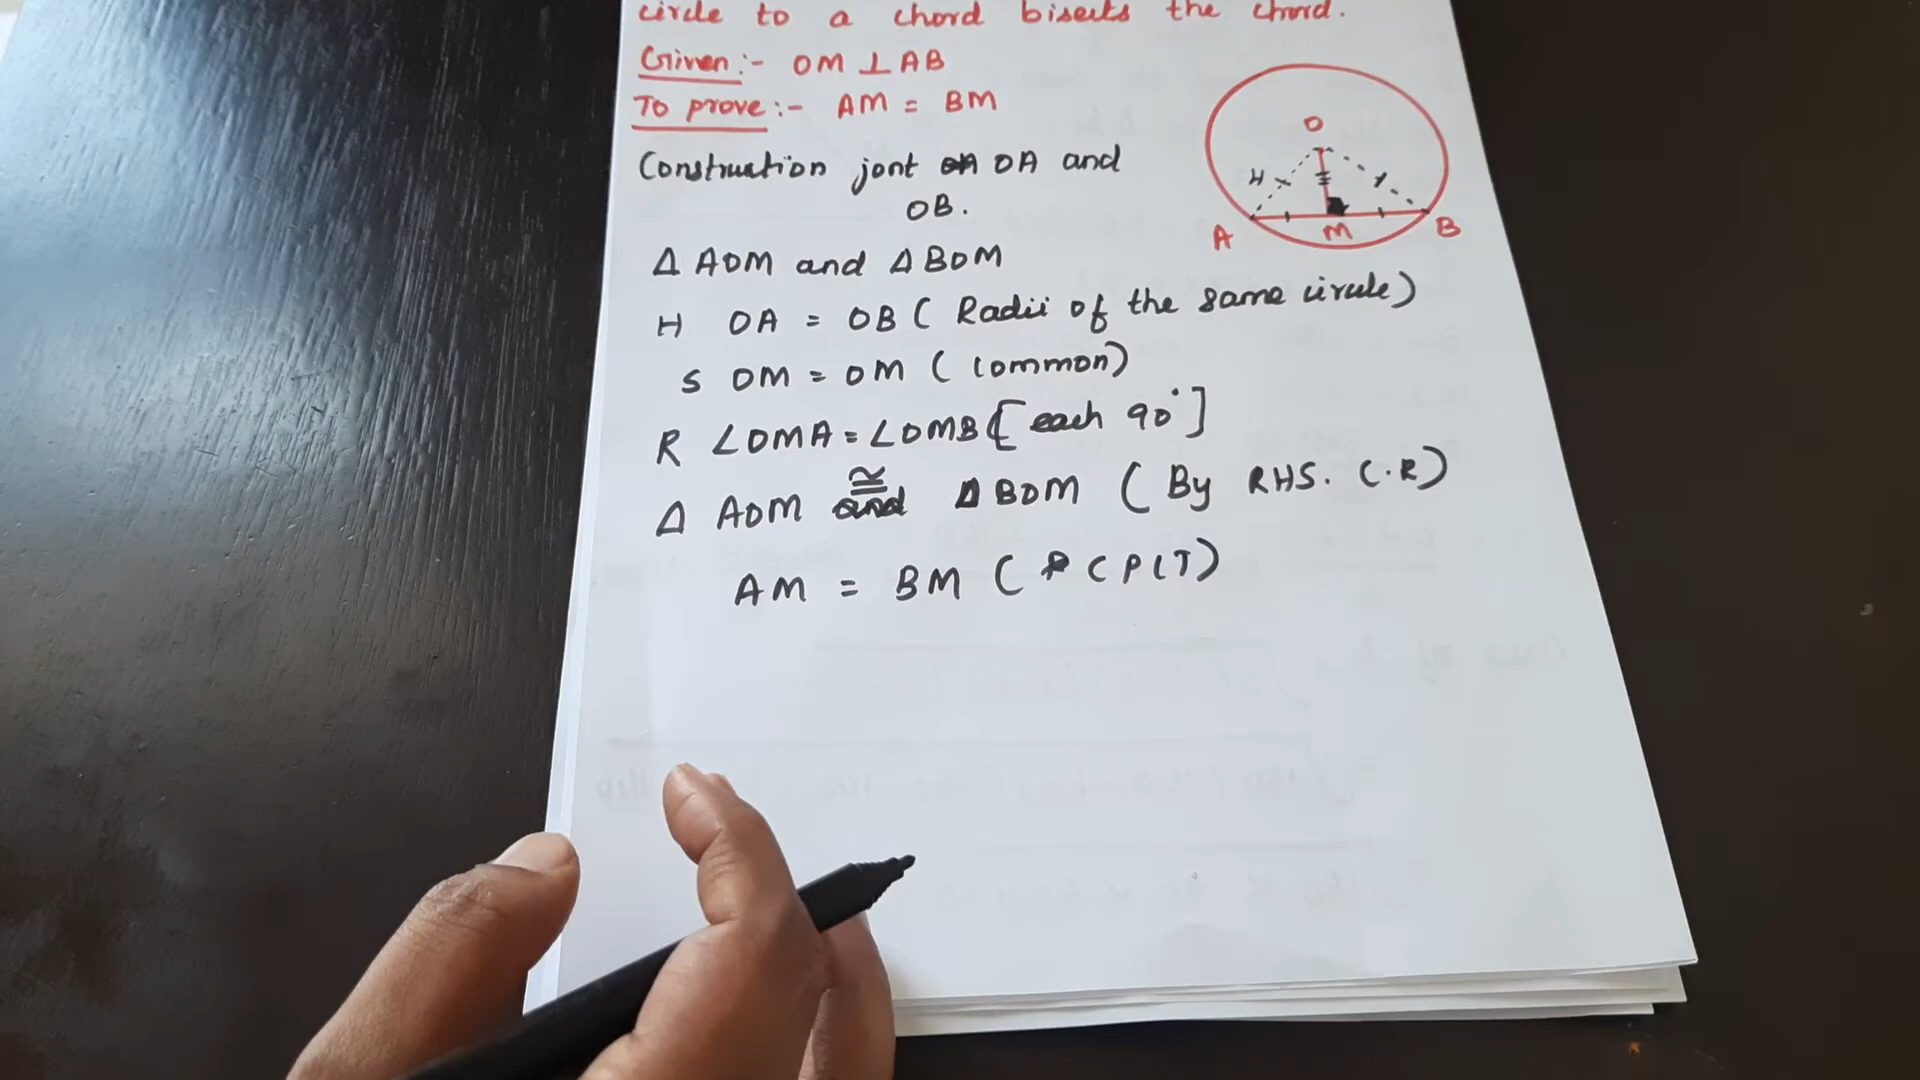 circle to a chord bisects the chord.
Given :- OM ⊥ AB
To prove :- AM = BM
Construction jont OA and
OB.
Δ AOM and Δ BOM
H OA = OB ( Radii of the same circle)
S OM = OM ( common)
R ∠OMA = ∠OMB [ each 90° ]
Δ AOM ≅ Δ BOM ( By RHS. C.R)
AM = BM ( CPCT)
O
H
A
M
B